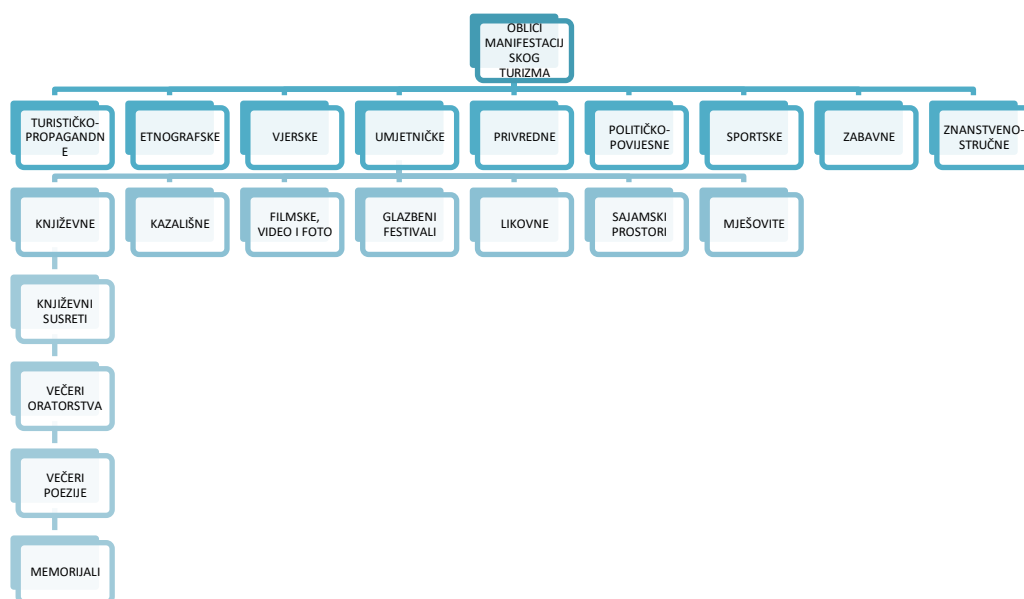 OBLICI
MANIFESTACIJ
SKOG
TURIZMA
TURISTIČKO-
PROPAGANDN
E
ETNOGRAFSKE
VJERSKE
UMJETNIČKE
PRIVREDNE
POLITIČKO-
POVIJESNE
SPORTSKE
ZABAVNE
ZNANSTVENO-
STRUČNE
KNJIŽEVNE
KAZALIŠNE
FILMSKE,
VIDEO I FOTO
GLAZBENI
FESTIVALI
LIKOVNE
SAJAMSKI
PROSTORI
MJEŠOVITE
KNJIŽEVNI
SUSRETI
VEČERI
ORATORSTVA
VEČERI
POEZIJE
MEMORIJALI